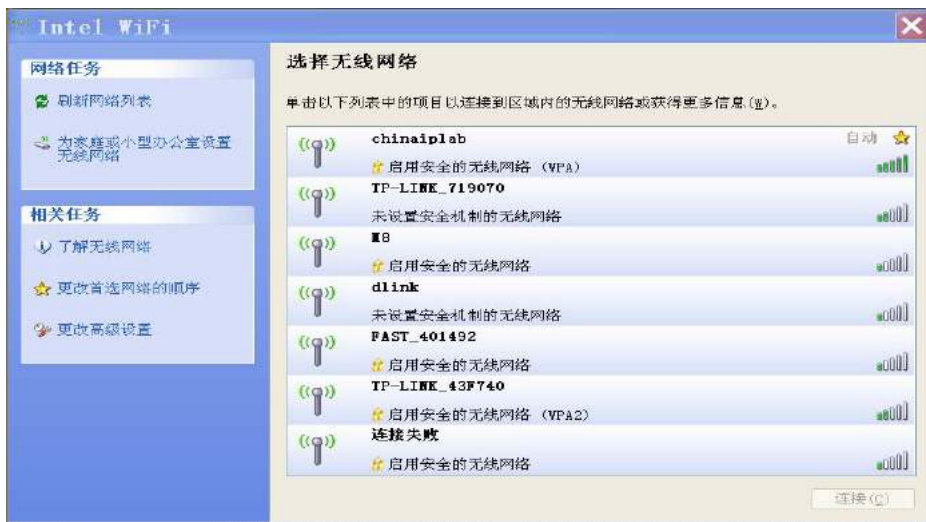 Intel WiFi
网络任务
刷新网络列表
为家庭或小型办公室设置
无线网络
相关任务
了解无线网络
更改首选网络的顺序
更改高级设置
选择无线网络
单击以下列表中的项目以连接到区域内的无线网络或获得更多信息(W)。
chinaiplab 自动
启用安全的无线网络 (WPA)
TP-LINK_719070
未设置安全机制的无线网络
M8
启用安全的无线网络
dlink
未设置安全机制的无线网络
FAST_401492
启用安全的无线网络
TP-LINK_43F740
启用安全的无线网络 (WPA2)
连接失败
启用安全的无线网络
连接(C)